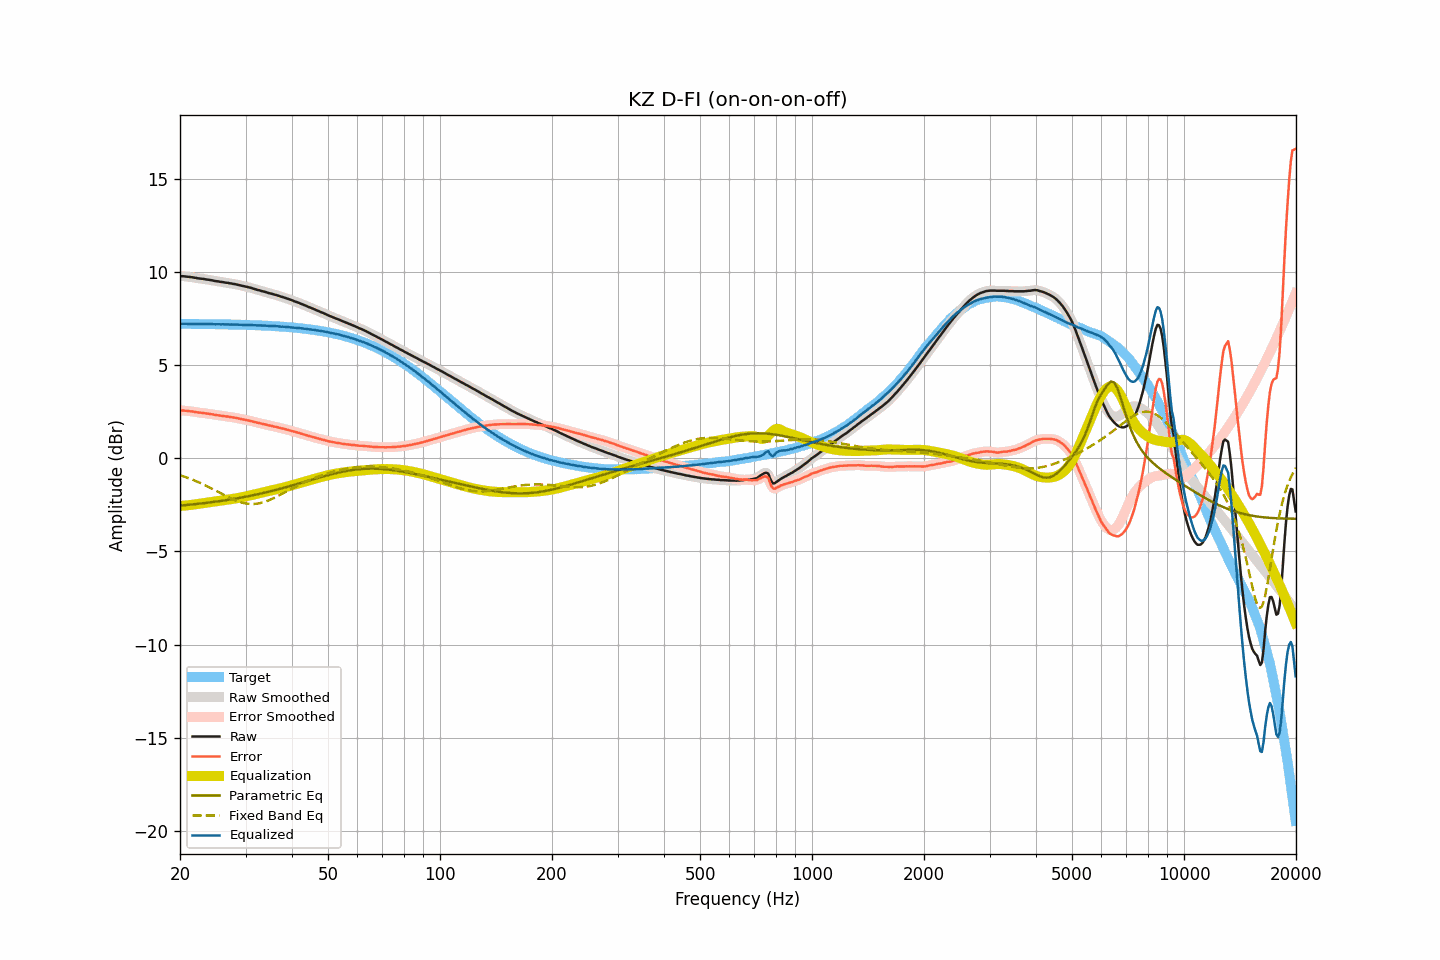 KZ D-FI (on-on-on-off)
Amplitude (dBr)
15
10
5
0
−5
−10
−15
−20
Target
Raw Smoothed
Error Smoothed
Raw
Error
Equalization
Parametric Eq
Fixed Band Eq
Equalized
20 50 100 200 500 1000 2000 5000 10000 20000
Frequency (Hz)